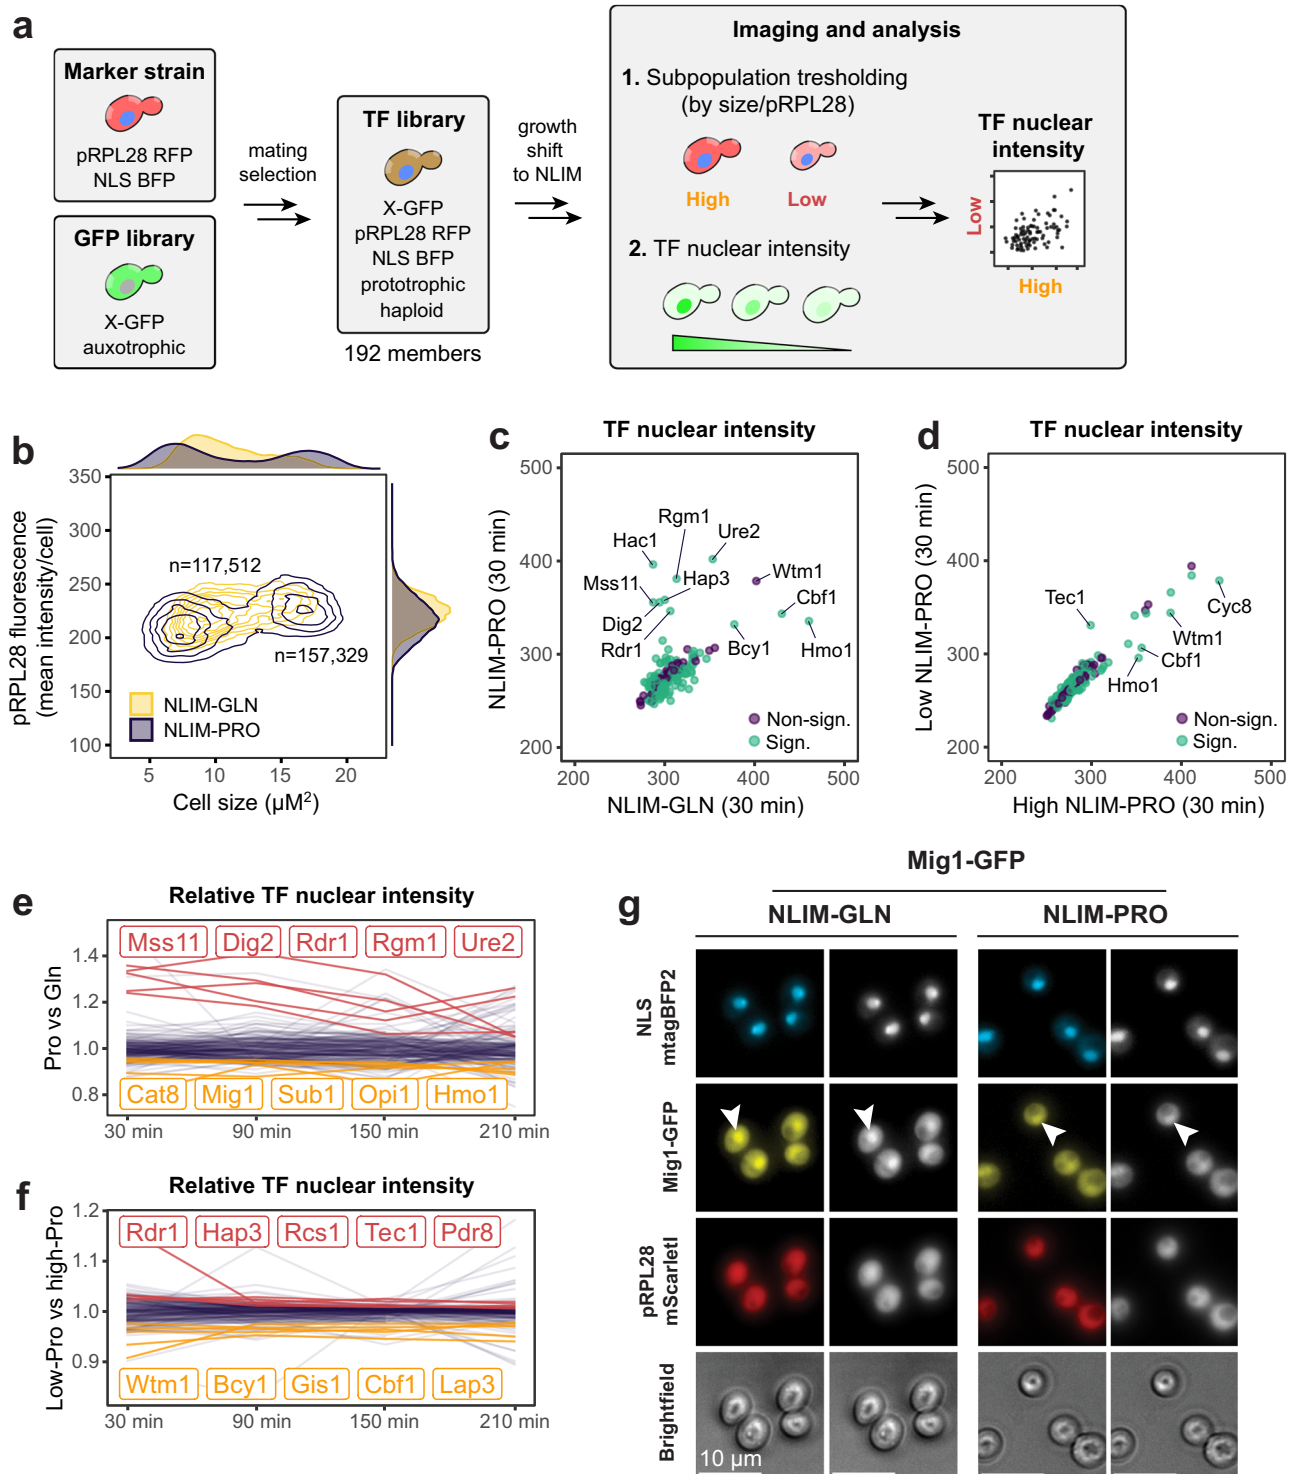 a
Marker strain
pRPL28 RFP
NLS BFP
GFP library
X-GFP
auxotrophic
mating
selection
TF library
X-GFP
pRPL28 RFP
NLS BFP
prototrophic
haploid
192 members
growth
shift
to NLIM
Imaging and analysis
1. Subpopulation tresholding
(by size/pRPL28)
High
Low
2. TF nuclear intensity
TF nuclear
intensity
Low
High
b
pRPL28 fluorescence
(mean intensity/cell)
350
300
250
200
150
100
n=117,512
n=157,329
NLIM-GLN
NLIM-PRO
5
10
15
20
Cell size (µM²)
c
TF nuclear intensity
NLIM-PRO (30 min)
500
400
300
200
Rgm1
Ure2
Hac1
Mss11
Hap3
Wtm1
Cbf1
Dig2
Rdr1
Bcy1
Hmo1
Non-sign.
Sign.
200
300
400
500
NLIM-GLN (30 min)
d
TF nuclear intensity
Low NLIM-PRO (30 min)
500
400
300
200
Tec1
Cyc8
Wtm1
Cbf1
Hmo1
Non-sign.
Sign.
200
300
400
500
High NLIM-PRO (30 min)
e
Relative TF nuclear intensity
Pro vs Gln
1.4
1.2
1.0
0.8
Mss11
Dig2
Rdr1
Rgm1
Ure2
Cat8
Mig1
Sub1
Opi1
Hmo1
30 min
90 min
150 min
210 min
f
Relative TF nuclear intensity
Low-Pro vs high-Pro
1.2
1.1
1.0
0.9
Rdr1
Hap3
Rcs1
Tec1
Pdr8
Wtm1
Bcy1
Gis1
Cbf1
Lap3
30 min
90 min
150 min
210 min
g
Mig1-GFP
NLIM-GLN
NLIM-PRO
NLS
mtagBFP2
Mig1-GFP
pRPL28
mScarletI
Brightfield
10 µm